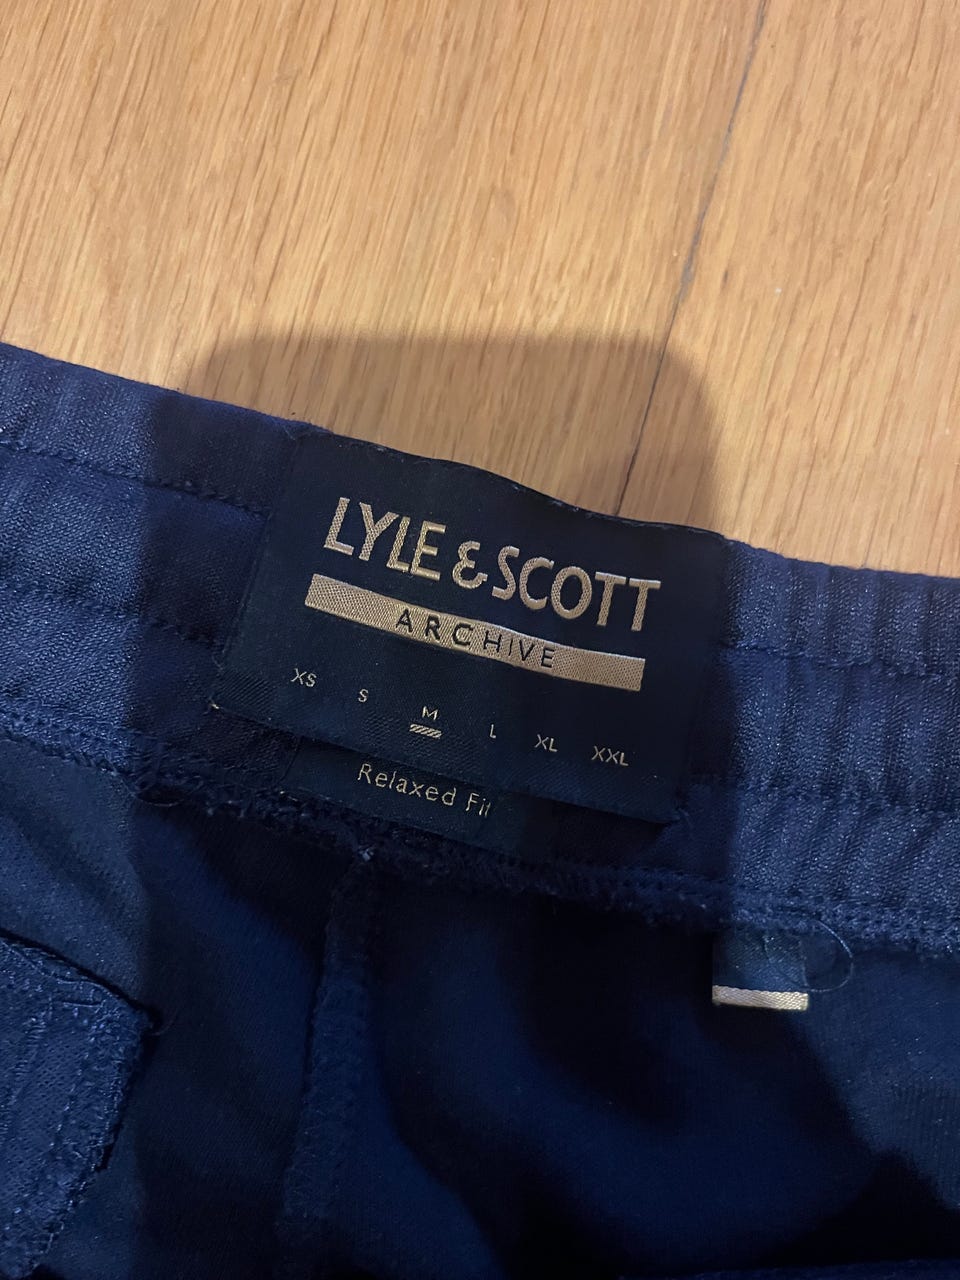 LYLE & SCOTT
ARCHIVE
XS S M L XL XXL
Relaxed Fit